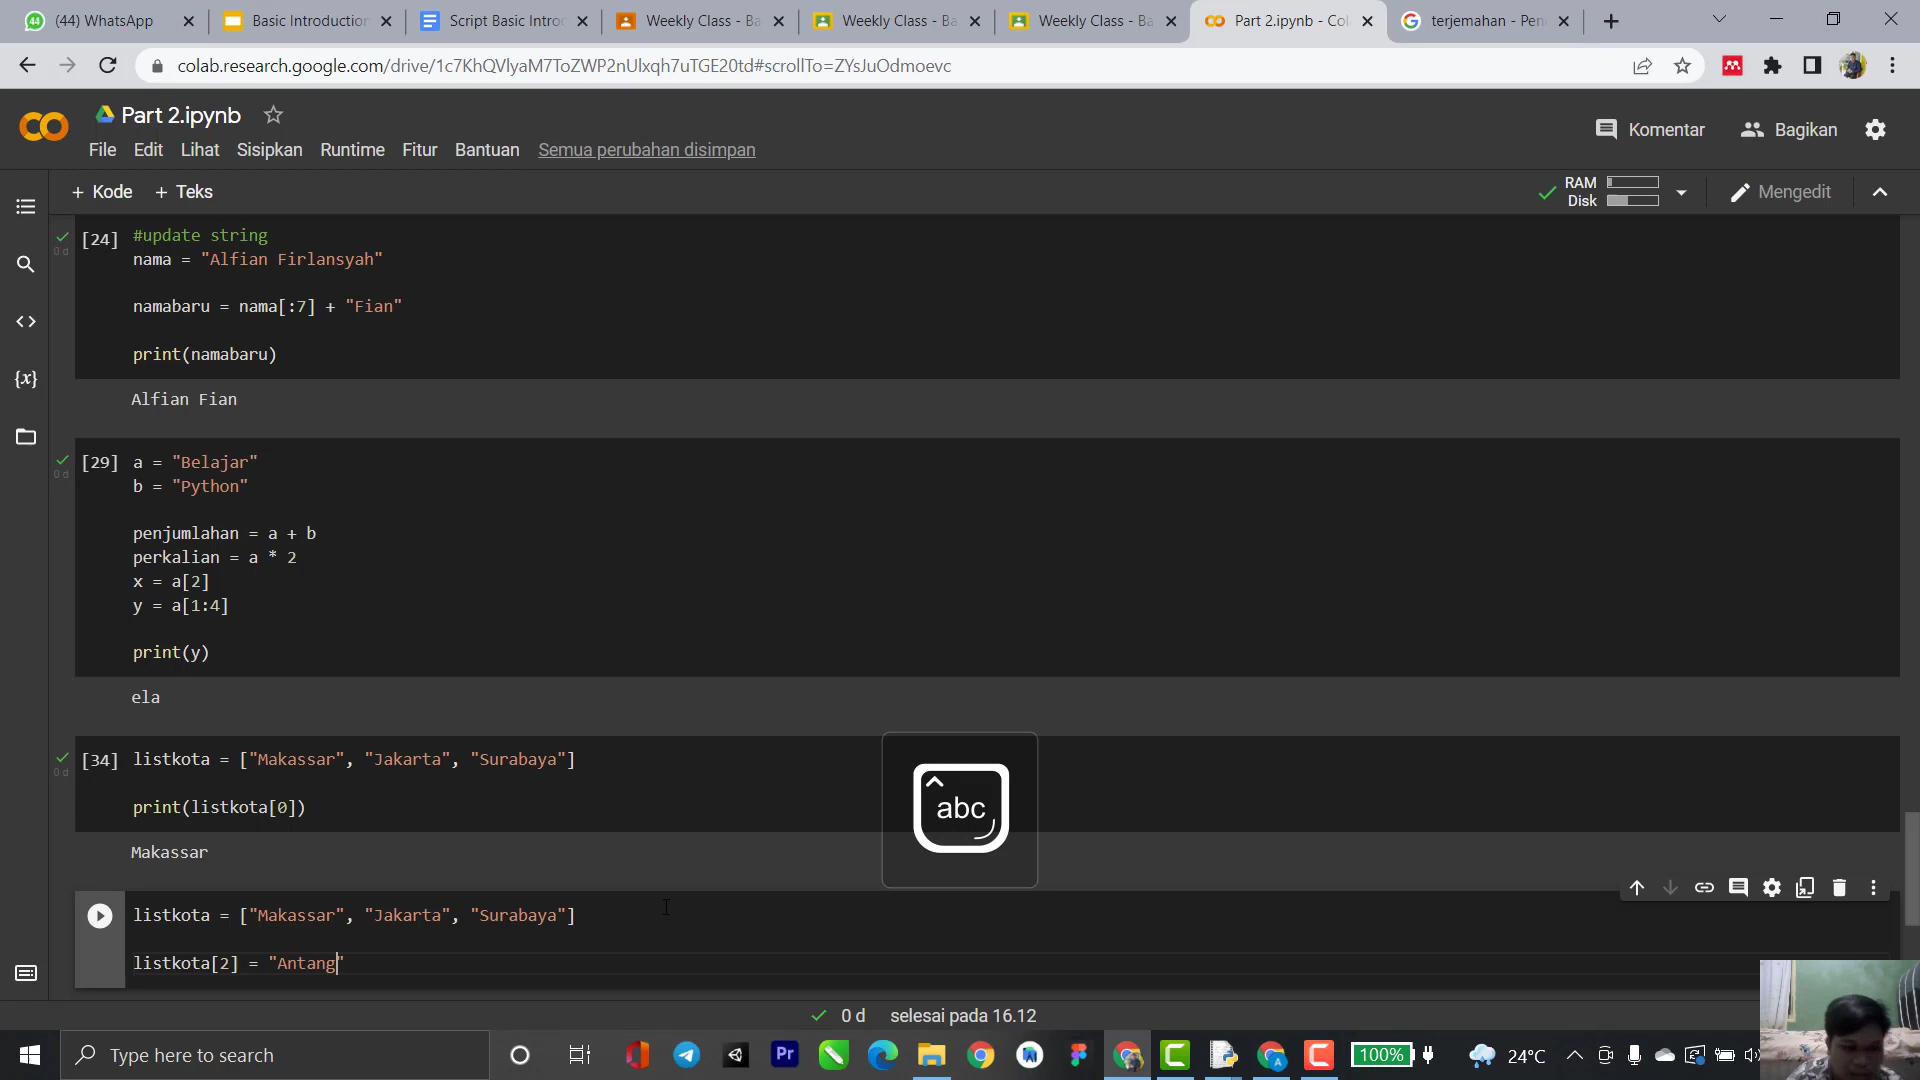 (44) WhatsApp
Basic Introduction
Script Basic Intro
Weekly Class - Ba
Weekly Class - Ba
Weekly Class - Ba
Part 2.ipynb - Col
terjemahan - Pen
colab.research.google.com/drive/1c7KhQVlyaM7ToZWP2nUlxqh7uTGE20td#scrollTo=ZYsJuOdmoevc
Part 2.ipynb
Komentar
Bagikan
File Edit Lihat Sisipkan Runtime Fitur Bantuan Semua perubahan disimpan
+ Kode + Teks
RAM
Disk
Mengedit
[24] #update string
nama = "Alfian Firlansyah"
namabaru = nama[:7] + "Fian"
print(namabaru)
Alfian Fian
[29] a = "Belajar"
b = "Python"
penjumlahan = a + b
perkalian = a * 2
x = a[2]
y = a[1:4]
print(y)
ela
[34] listkota = ["Makassar", "Jakarta", "Surabaya"]
print(listkota[0])
Makassar
abc
listkota = ["Makassar", "Jakarta", "Surabaya"]
listkota[2] = "Antang"
0 d selesai pada 16.12
Type here to search
Pr
100%
24°C